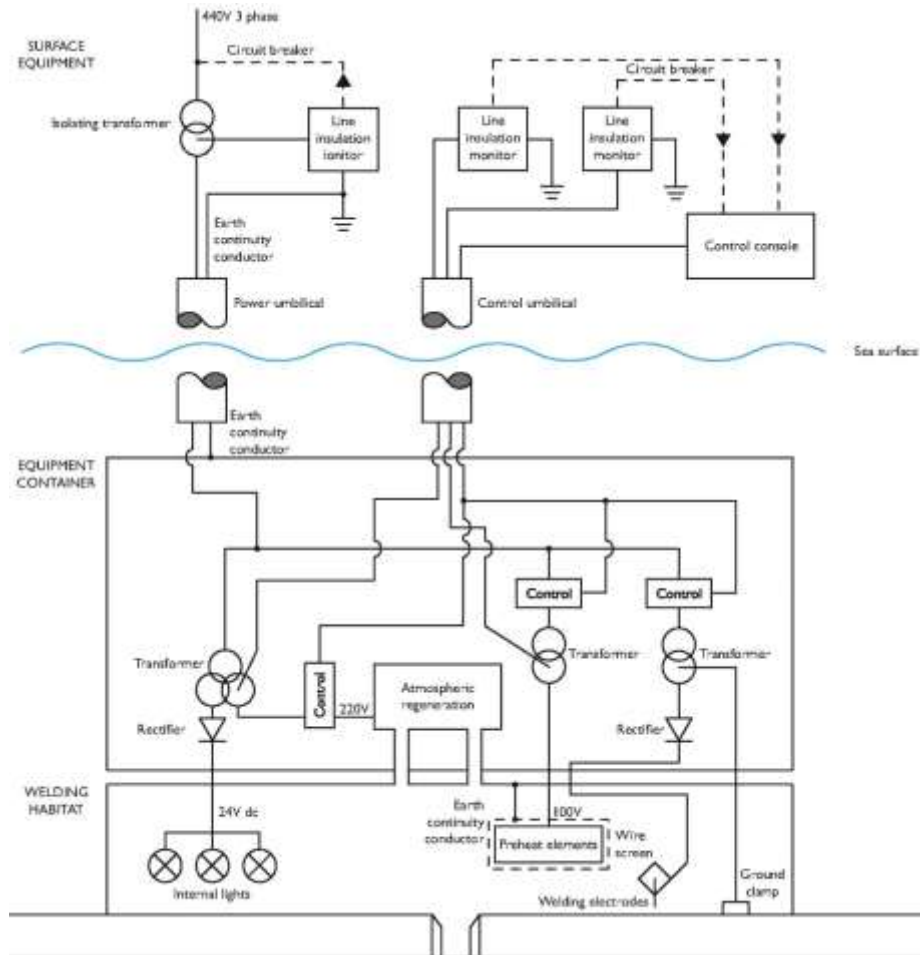 440V 3 phase
SURFACE
EQUIPMENT
Circuit breaker
Circuit breaker
Isolating transformer
Line
insulation
ionitor
Line
insulation
monitor
Line
insulation
monitor
Earth
continuity
conductor
Control console
Power umbilical
Control umbilical
Sea surface
Earth
continuity
conductor
EQUIPMENT
CONTAINER
Control
Control
Transformer
Transformer
Transformer
Control
220V
Atmospheric
regeneration
Rectifier
Rectifier
WELDING
HABITAT
24V dc
Earth
continuity
conductor
100V
Preheat elements
Wire
screen
Internal lights
Welding electrodes
Ground
clamp